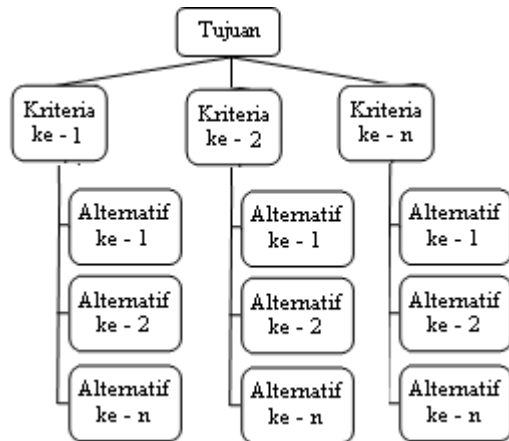 Tujuan
Kriteria
ke - 1
Kriteria
ke - 2
Kriteria
ke - n
Alternatif
ke - 1
Alternatif
ke - 2
Alternatif
ke - n
Alternatif
ke - 1
Alternatif
ke - 2
Alternatif
ke - n
Alternatif
ke - 1
Alternatif
ke - 2
Alternatif
ke - n